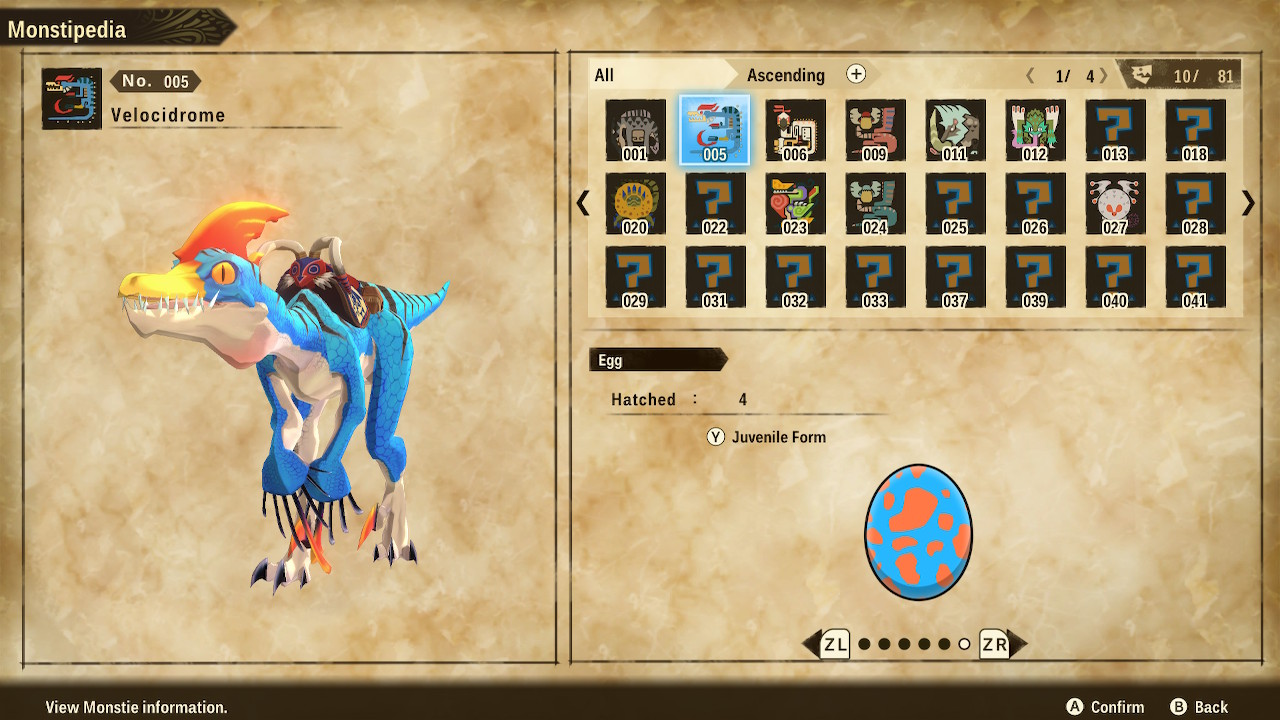 Monstipedia
No. 005
Velocidrome
All
Ascending +
1/ 4
10/ 81
001 005 006 009 011 012 013 018
020 022 023 024 025 026 027 028
029 031 032 033 037 039 040 041
Egg
Hatched : 4
Y Juvenile Form
ZL ZR
View Monstie information.
A Confirm B Back